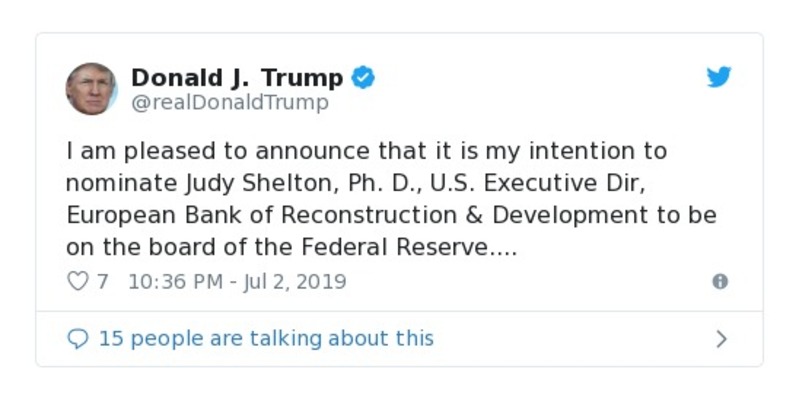 Donald J. Trump
@realDonaldTrump
I am pleased to announce that it is my intention to
nominate Judy Shelton, Ph. D., U.S. Executive Dir,
European Bank of Reconstruction & Development to be
on the board of the Federal Reserve....
7 10:36 PM - Jul 2, 2019
15 people are talking about this